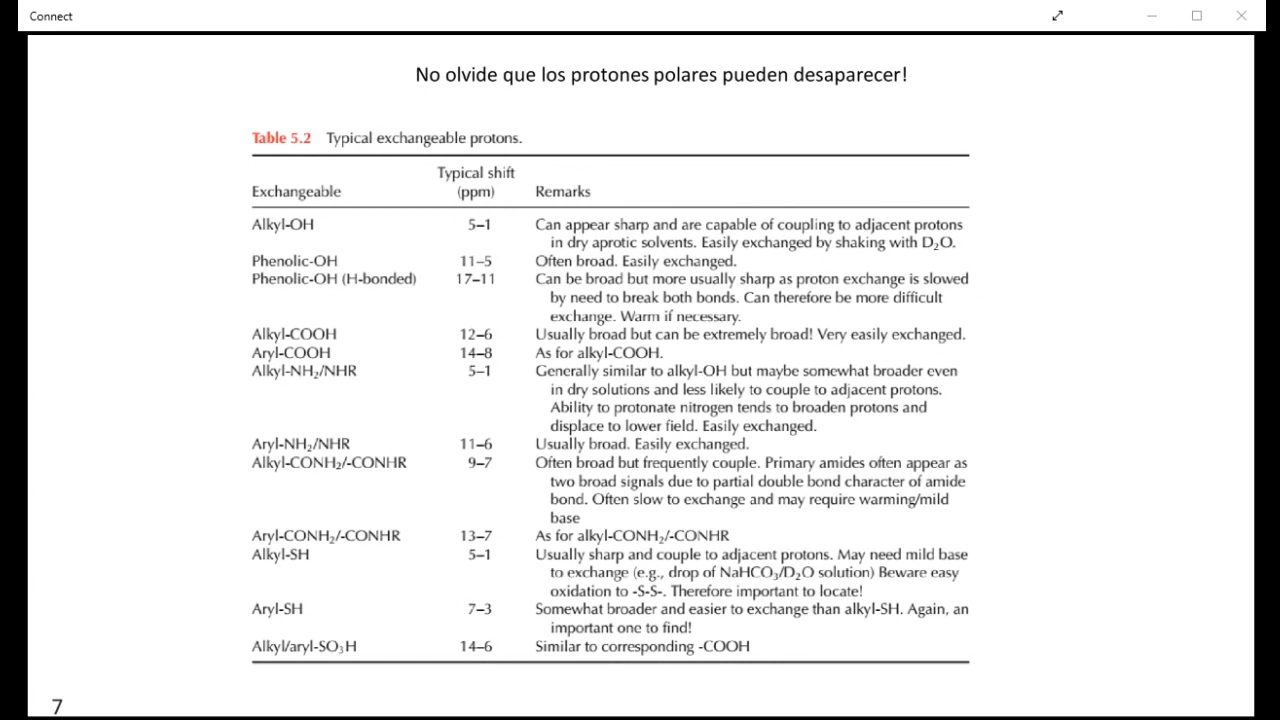 Connect
No olvide que los protones polares pueden desaparecer!
Table 5.2 Typical exchangeable protons.
Typical shift
Exchangeable (ppm) Remarks
Alkyl-OH 5–1 Can appear sharp and are capable of coupling to adjacent protons
in dry aprotic solvents. Easily exchanged by shaking with D₂O.
Phenolic-OH 11–5 Often broad. Easily exchanged.
Phenolic-OH (H-bonded) 17–11 Can be broad but more usually sharp as proton exchange is slowed
by need to break both bonds. Can therefore be more difficult
exchange. Warm if necessary.
Alkyl-COOH 12–6 Usually broad but can be extremely broad! Very easily exchanged.
Aryl-COOH 14–8 As for alkyl-COOH.
Alkyl-NH₂/NHR 5–1 Generally similar to alkyl-OH but maybe somewhat broader even
in dry solutions and less likely to couple to adjacent protons.
Ability to protonate nitrogen tends to broaden protons and
displace to lower field. Easily exchanged.
Aryl-NH₂/NHR 11–6 Usually broad. Easily exchanged.
Alkyl-CONH₂/-CONHR 9–7 Often broad but frequently couple. Primary amides often appear as
two broad signals due to partial double bond character of amide
bond. Often slow to exchange and may require warming/mild
base
Aryl-CONH₂/-CONHR 13–7 As for alkyl-CONH₂/-CONHR
Alkyl-SH 5–1 Usually sharp and couple to adjacent protons. May need mild base
to exchange (e.g., drop of NaHCO₃/D₂O solution) Beware easy
oxidation to -S-S-. Therefore important to locate!
Aryl-SH 7–3 Somewhat broader and easier to exchange than alkyl-SH. Again, an
important one to find!
Alkyl/aryl-SO₃H 14–6 Similar to corresponding -COOH
7